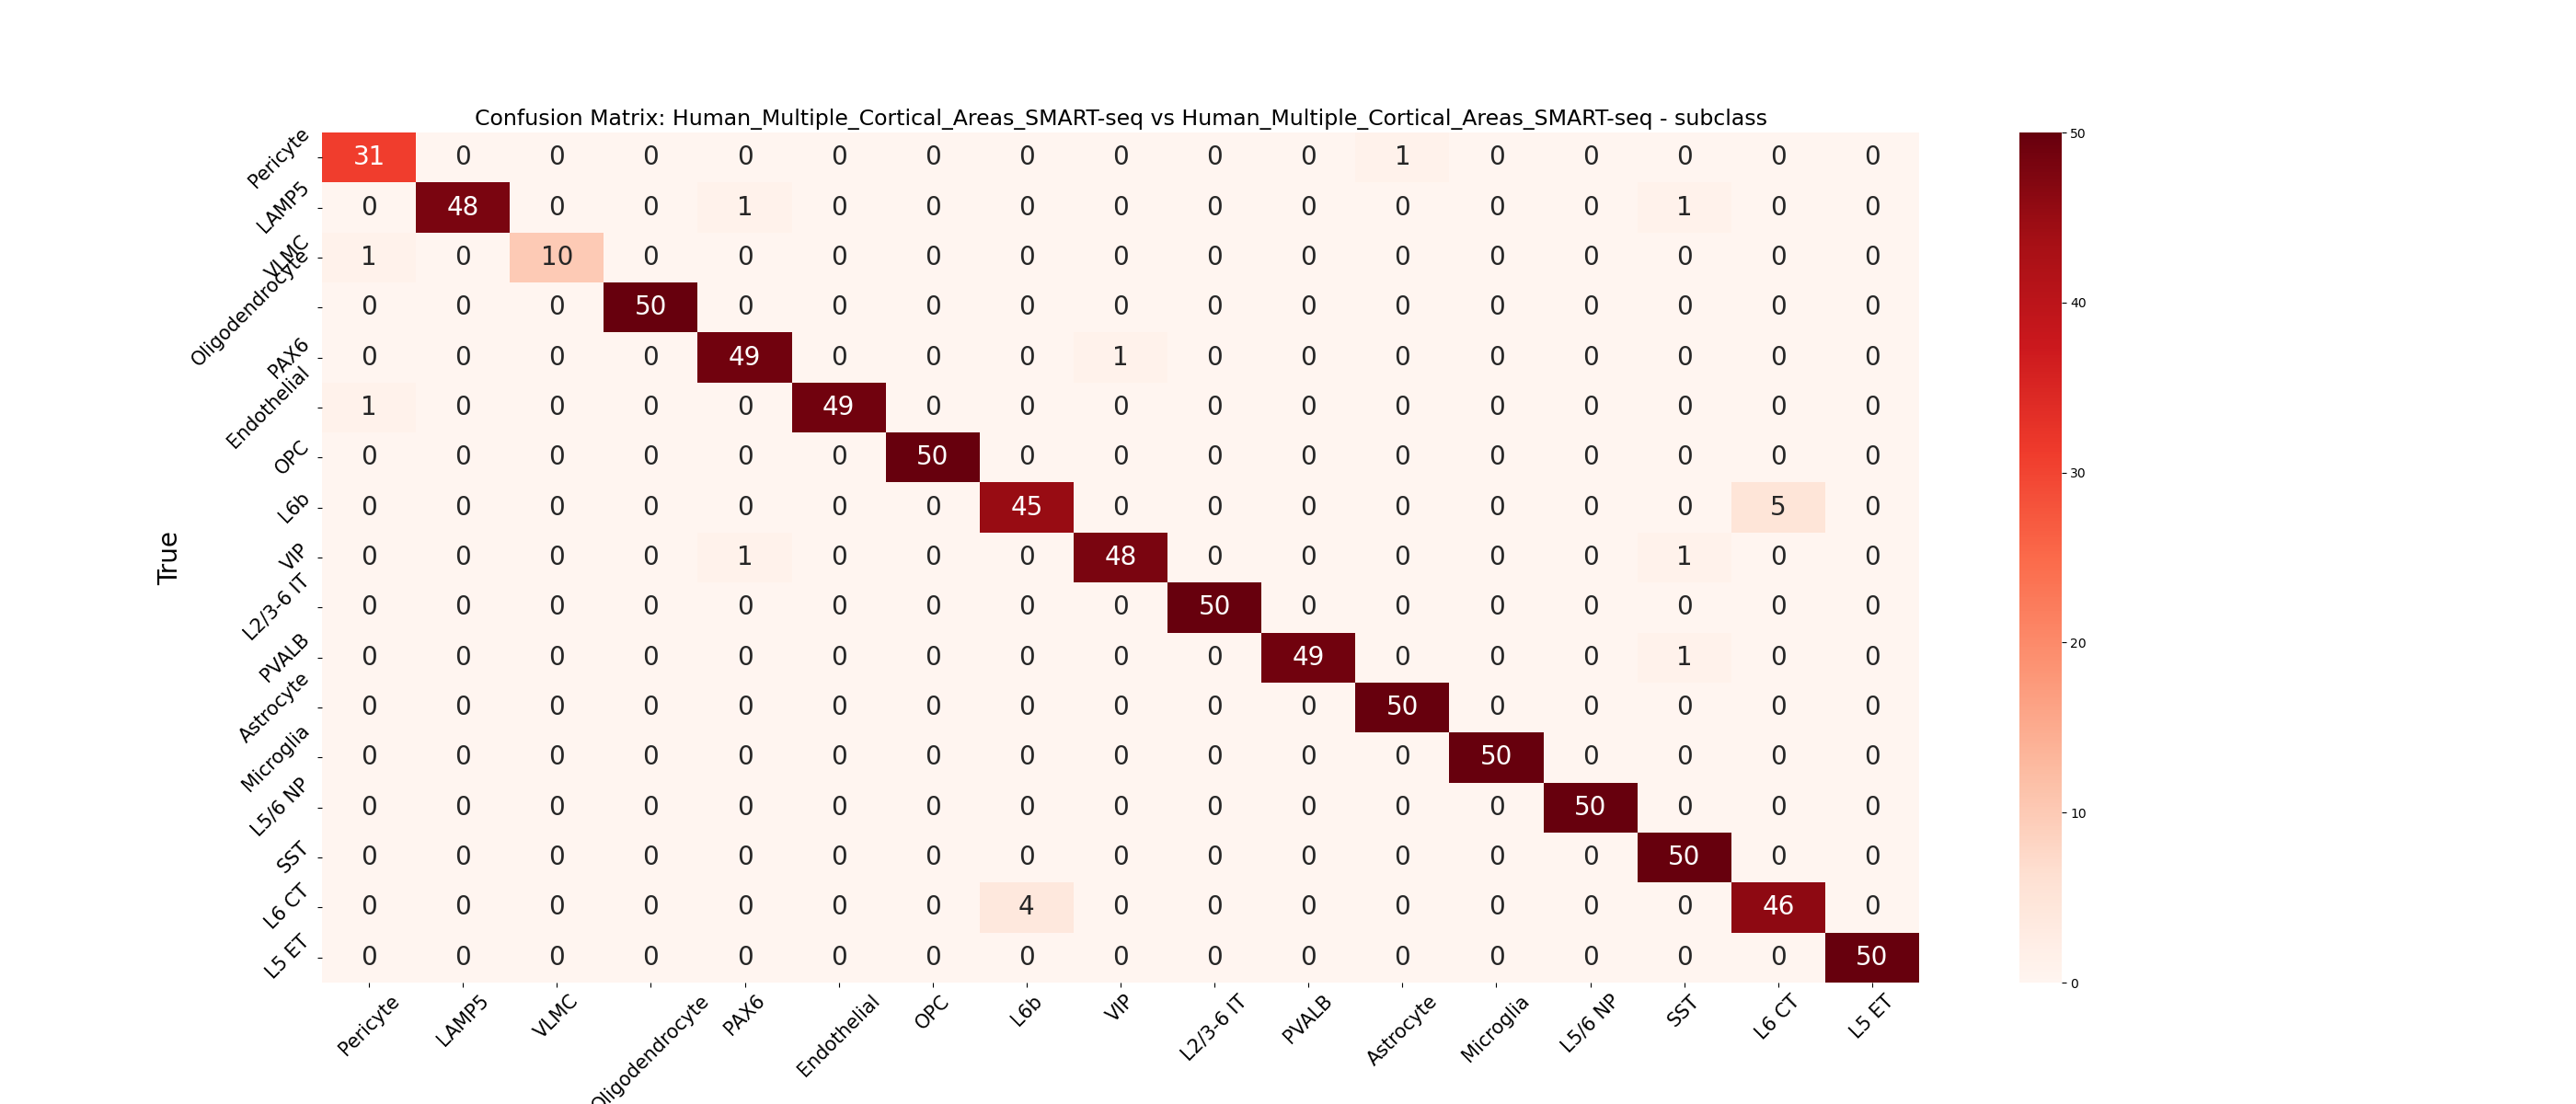 Confusion Matrix: Human_Multiple_Cortical_Areas_SMART-seq vs Human_Multiple_Cortical_Areas_SMART-seq - subclass
Pericyte 31 0 0 0 0 0 0 0 0 0 0 1 0 0 0 0 0
LAMP5 0 48 0 0 1 0 0 0 0 0 0 0 0 0 1 0 0
VLMC 1 0 10 0 0 0 0 0 0 0 0 0 0 0 0 0 0
Oligodendrocyte 0 0 0 50 0 0 0 0 0 0 0 0 0 0 0 0 0
PAX6 0 0 0 0 49 0 0 0 1 0 0 0 0 0 0 0 0
Endothelial 1 0 0 0 0 49 0 0 0 0 0 0 0 0 0 0 0
OPC 0 0 0 0 0 0 50 0 0 0 0 0 0 0 0 0 0
L6b 0 0 0 0 0 0 0 45 0 0 0 0 0 0 0 5 0
VIP 0 0 0 0 1 0 0 0 48 0 0 0 0 0 1 0 0
L2/3-6 IT 0 0 0 0 0 0 0 0 0 50 0 0 0 0 0 0 0
PVALB 0 0 0 0 0 0 0 0 0 0 49 0 0 0 1 0 0
Astrocyte 0 0 0 0 0 0 0 0 0 0 0 50 0 0 0 0 0
Microglia 0 0 0 0 0 0 0 0 0 0 0 0 50 0 0 0 0
L5/6 NP 0 0 0 0 0 0 0 0 0 0 0 0 0 50 0 0 0
SST 0 0 0 0 0 0 0 0 0 0 0 0 0 0 50 0 0
L6 CT 0 0 0 0 0 0 0 4 0 0 0 0 0 0 0 46 0
L5 ET 0 0 0 0 0 0 0 0 0 0 0 0 0 0 0 0 50
True
Pericyte LAMP5 VLMC Oligodendrocyte PAX6 Endothelial OPC L6b VIP L2/3-6 IT PVALB Astrocyte Microglia L5/6 NP SST L6 CT L5 ET
50
40
30
20
10
0